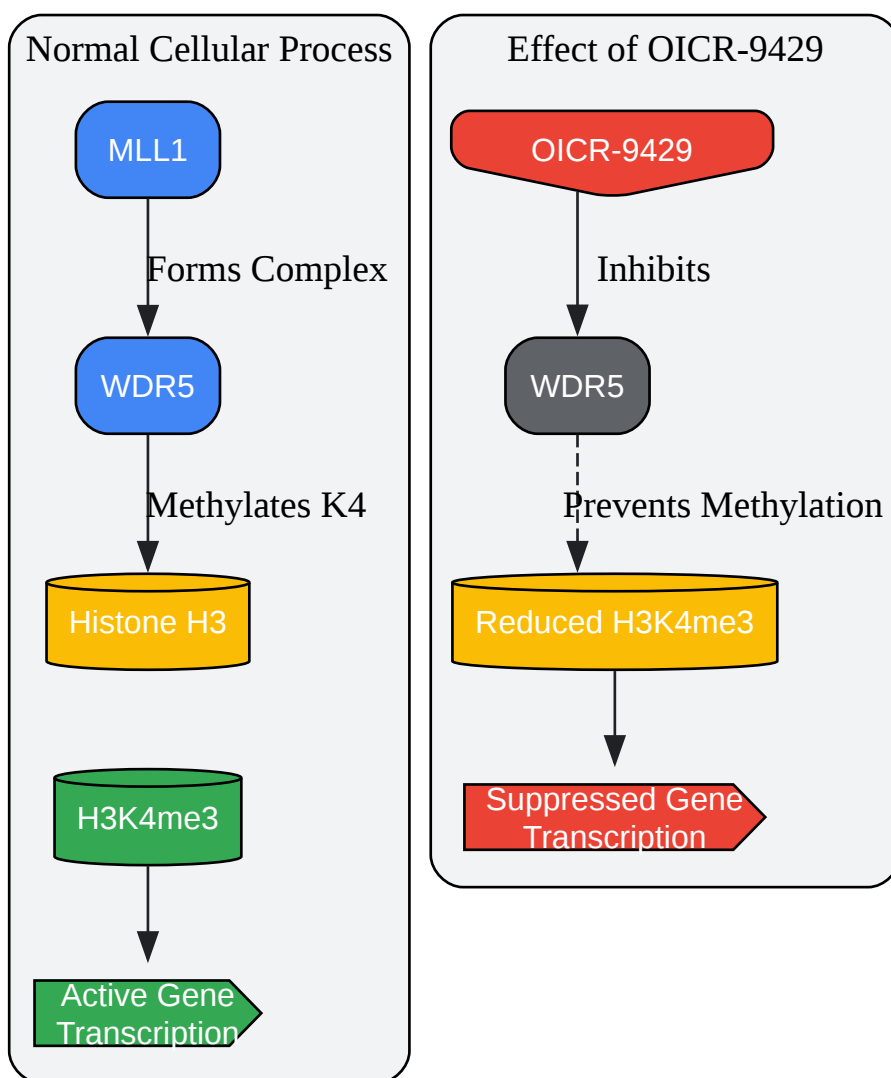 Normal Cellular Process
MLL1
Forms Complex
WDR5
Methylates K4
Histone H3
H3K4me3
Active Gene
Transcription
Effect of OICR-9429
OICR-9429
Inhibits
WDR5
Prevents Methylation
Reduced H3K4me3
Suppressed Gene
Transcription